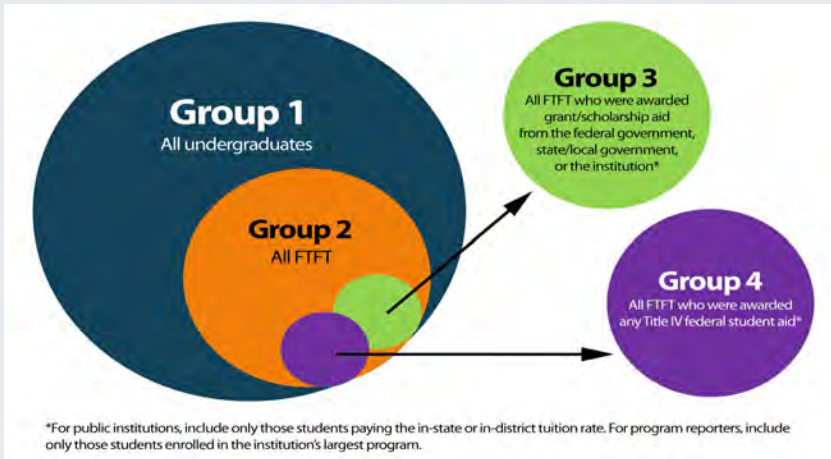 Group 1
All undergraduates
Group 2
All FTFT
Group 3
All FTFT who were awarded
grant/scholarship aid
from the federal government,
state/local government,
or the institution*
Group 4
All FTFT who were awarded
any Title IV federal student aid*
*For public institutions, include only those students paying the in-state or in-district tuition rate. For program reporters, include
only those students enrolled in the institution's largest program.